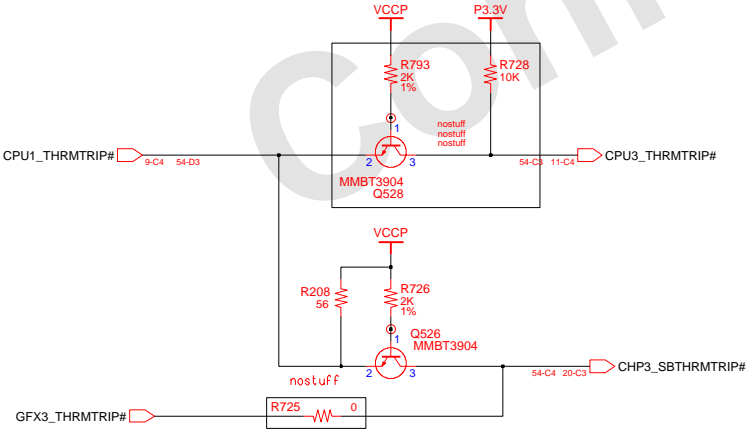 Com
VCCP
P3.3V
R793
2K
1%
R728
10K
1
nostuff
nostuff
nostuff
CPU1_THRMTRIP#
9-C4
54-D3
2
3
54-C3
11-C4
CPU3_THRMTRIP#
MMBT3904
Q528
VCCP
R208
56
R726
2K
1%
1
Q526
MMBT3904
nostuff
2
3
54-C4
20-C3
CHP3_SBTHRMTRIP#
GFX3_THRMTRIP#
R725
0